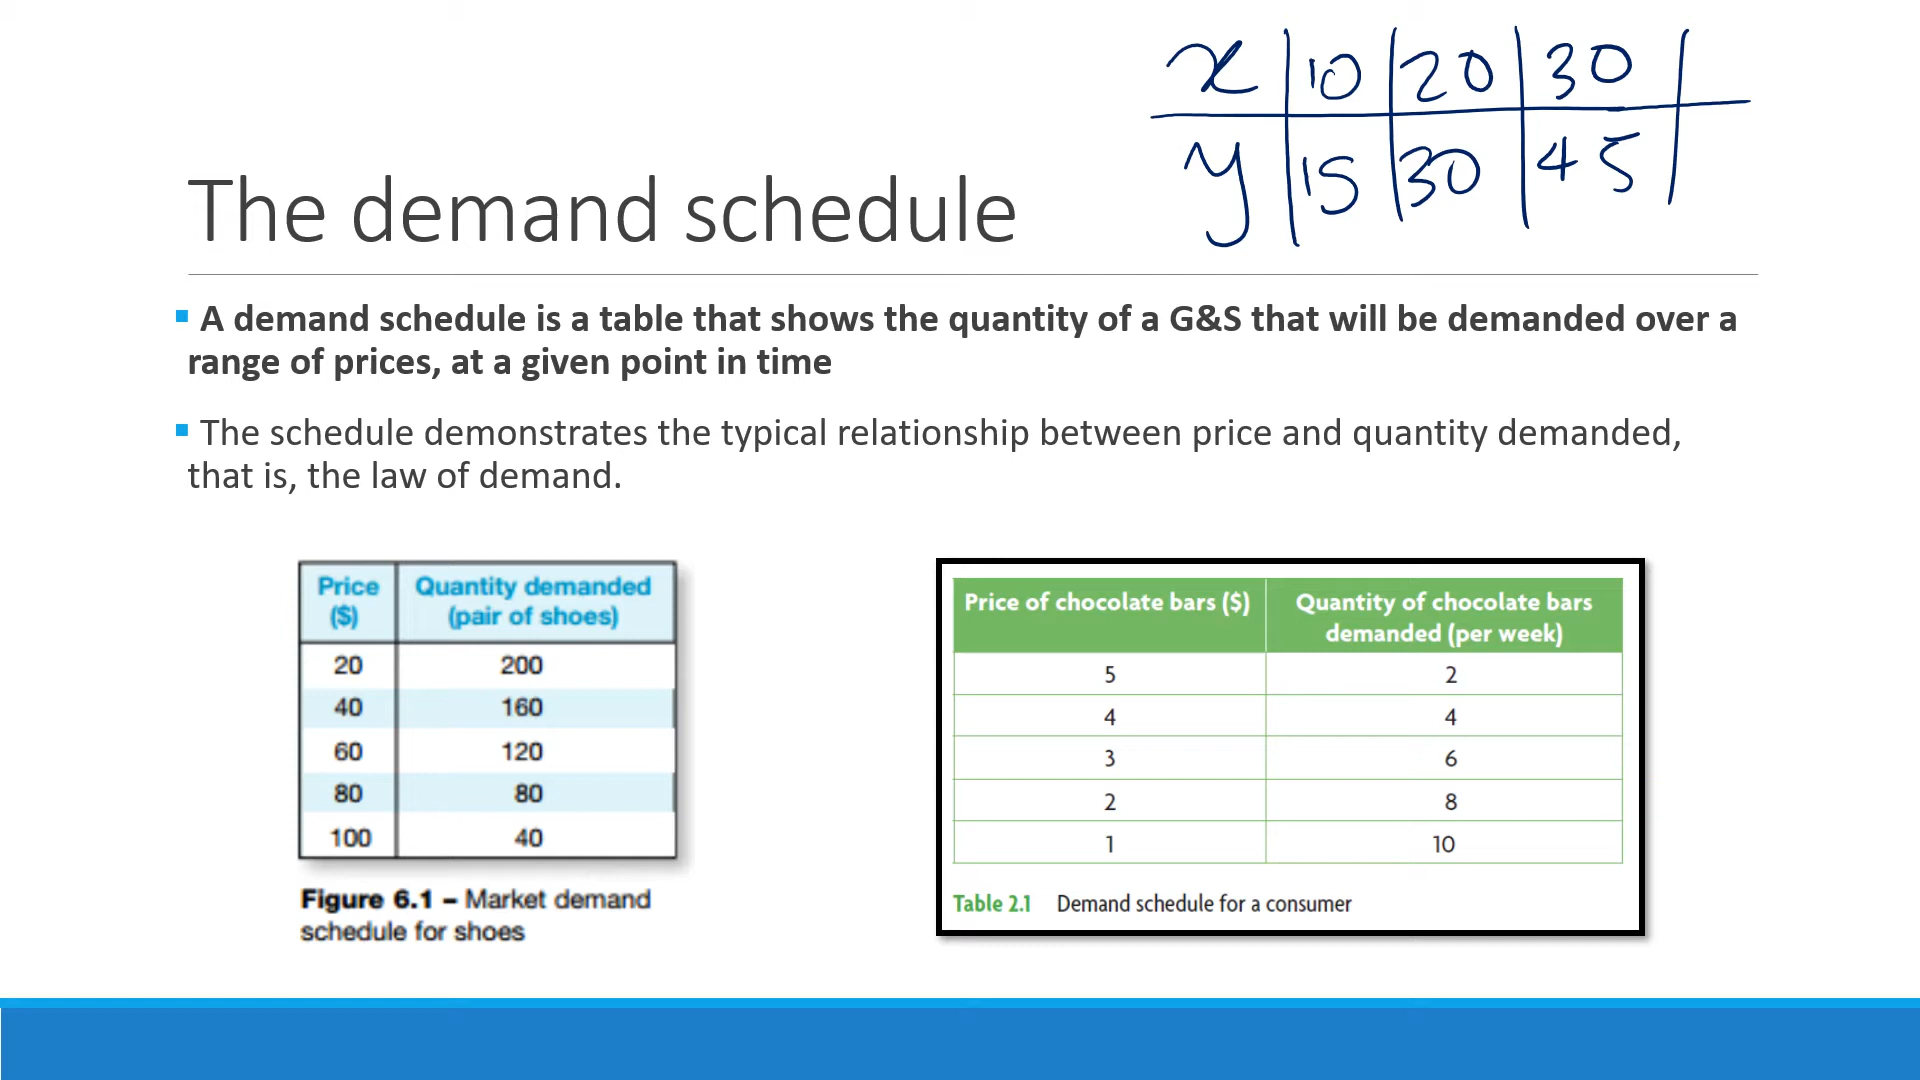 x 10 20 30
y 15 30 45
The demand schedule
A demand schedule is a table that shows the quantity of a G&S that will be demanded over a
range of prices, at a given point in time
The schedule demonstrates the typical relationship between price and quantity demanded,
that is, the law of demand.
Price Quantity demanded
($) (pair of shoes)
20 200
40 160
60 120
80 80
100 40
Figure 6.1 – Market demand
schedule for shoes
Price of chocolate bars ($) Quantity of chocolate bars
demanded (per week)
5 2
4 4
3 6
2 8
1 10
Table 2.1 Demand schedule for a consumer